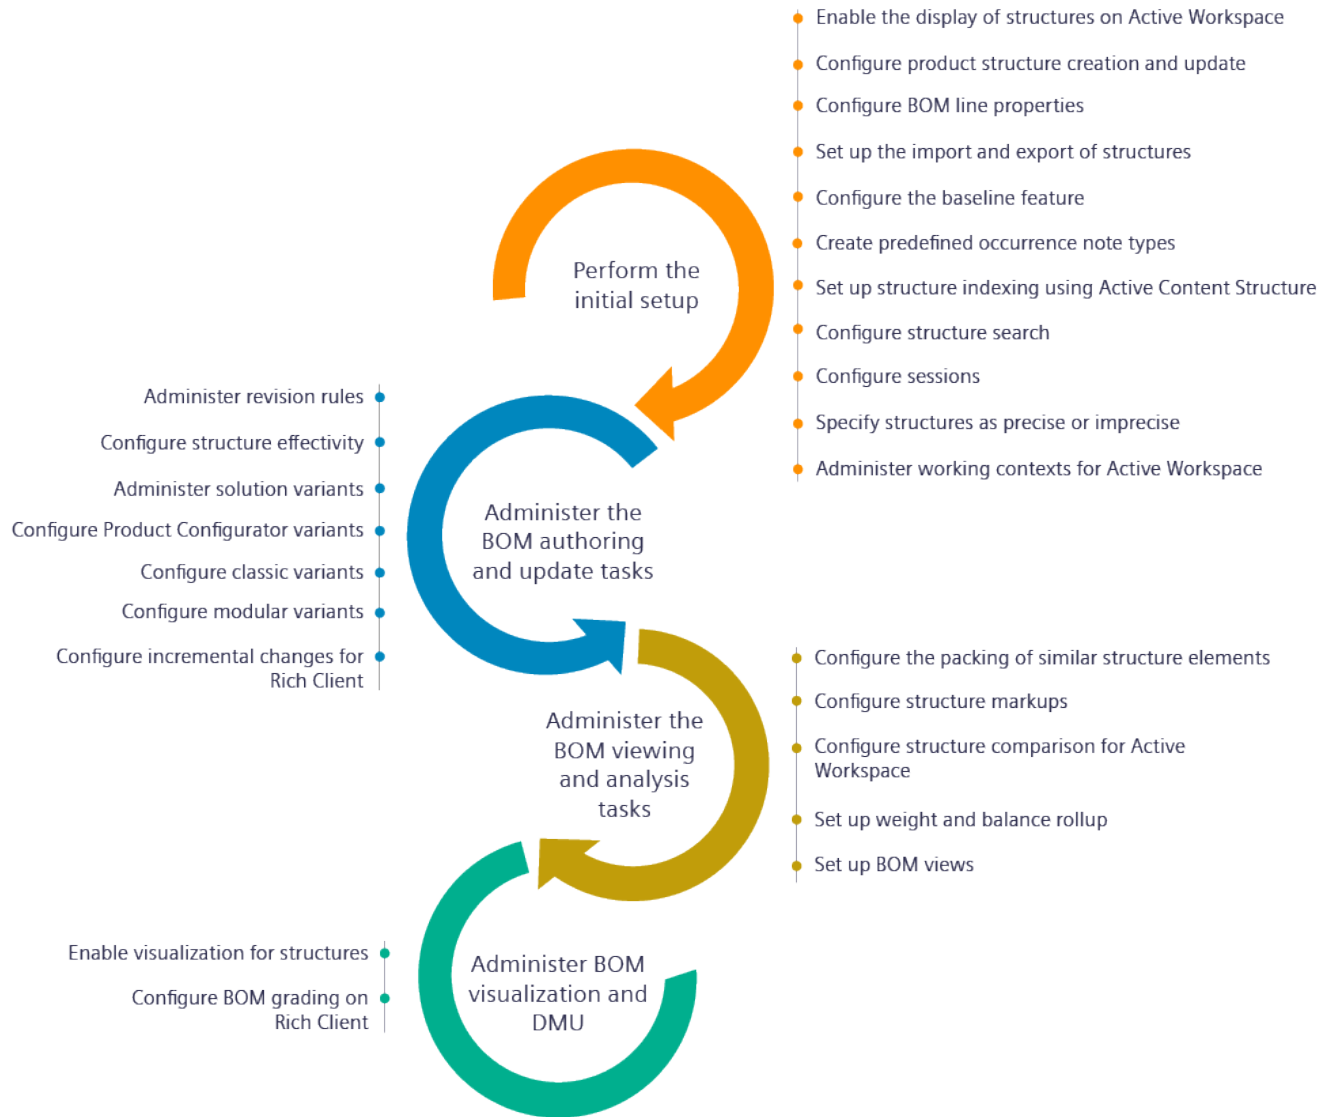 Enable the display of structures on Active Workspace
Configure product structure creation and update
Configure BOM line properties
Set up the import and export of structures
Configure the baseline feature
Create predefined occurrence note types
Set up structure indexing using Active Content Structure
Configure structure search
Configure sessions
Specify structures as precise or imprecise
Administer working contexts for Active Workspace
Perform the
initial setup
Administer revision rules
Configure structure effectivity
Administer solution variants
Configure Product Configurator variants
Configure classic variants
Configure modular variants
Configure incremental changes for
Rich Client
Administer the
BOM authoring
and update tasks
Configure the packing of similar structure elements
Configure structure markups
Configure structure comparison for Active
Workspace
Set up weight and balance rollup
Set up BOM views
Administer the
BOM viewing
and analysis
tasks
Enable visualization for structures
Configure BOM grading on
Rich Client
Administer BOM
visualization and
DMU